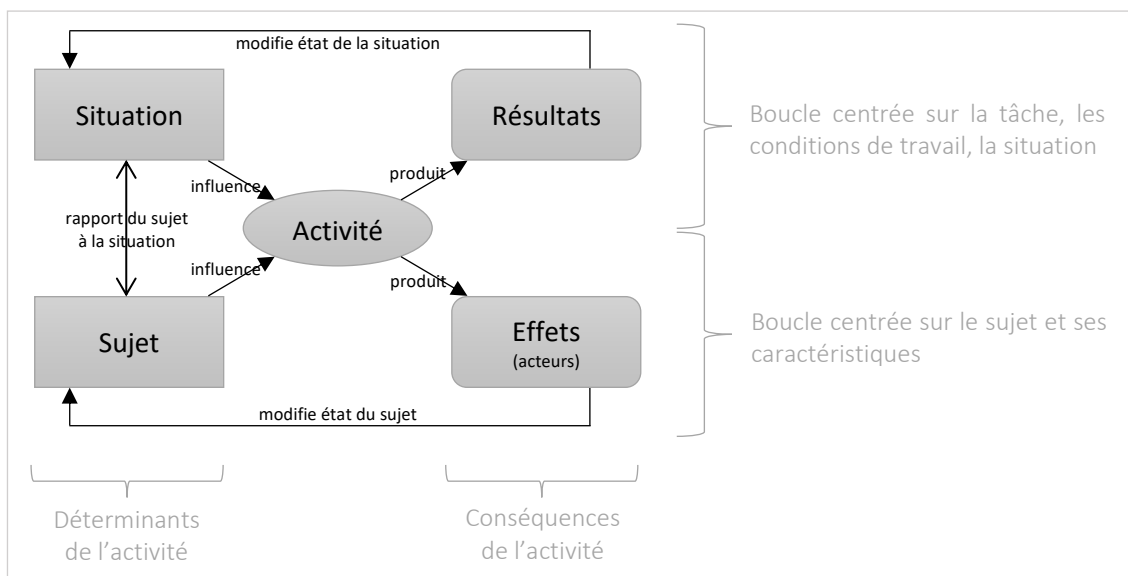 modifie état de la situation
Situation
Résultats
Boucle centrée sur la tâche, les
conditions de travail, la situation
influence
produit
rapport du sujet
à la situation
Activité
influence
produit
Sujet
Effets
(acteurs)
Boucle centrée sur le sujet et ses
caractéristiques
modifie état du sujet
Déterminants
de l’activité
Conséquences
de l’activité